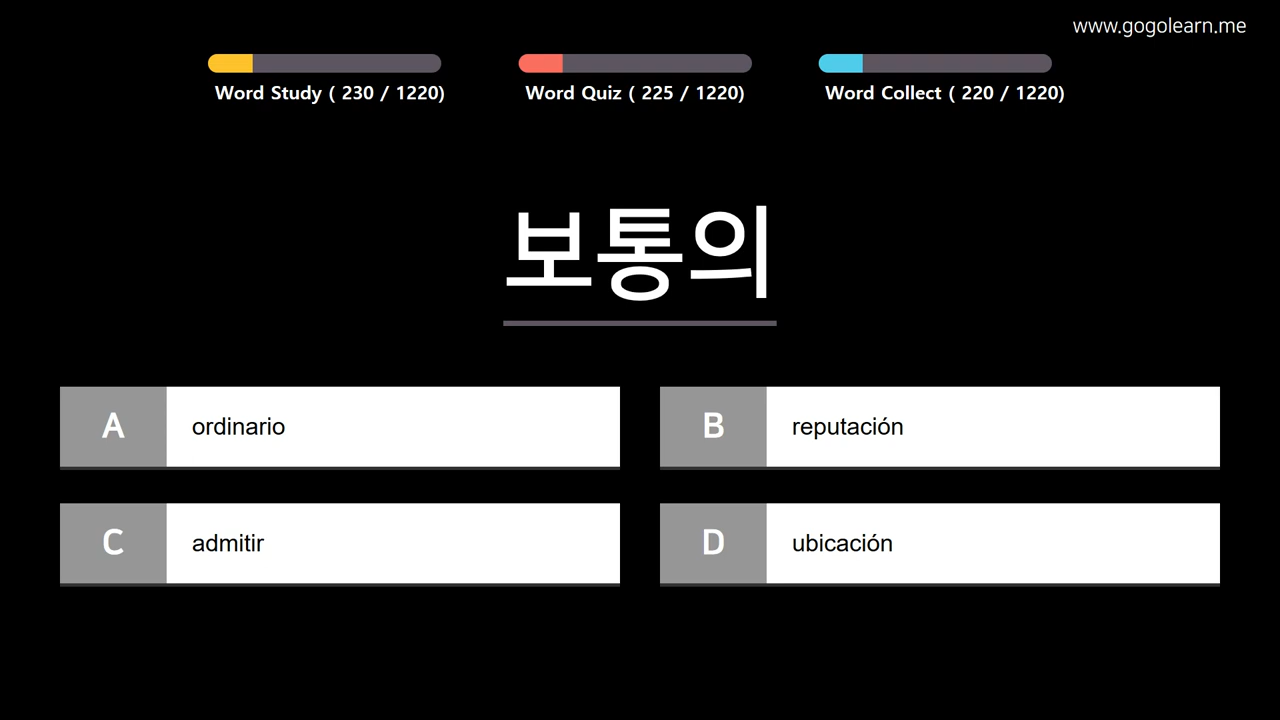 www.gogolearn.me
Word Study ( 230 / 1220)
Word Quiz ( 225 / 1220)
Word Collect ( 220 / 1220)
보통의
A ordinario
B reputación
C admitir
D ubicación